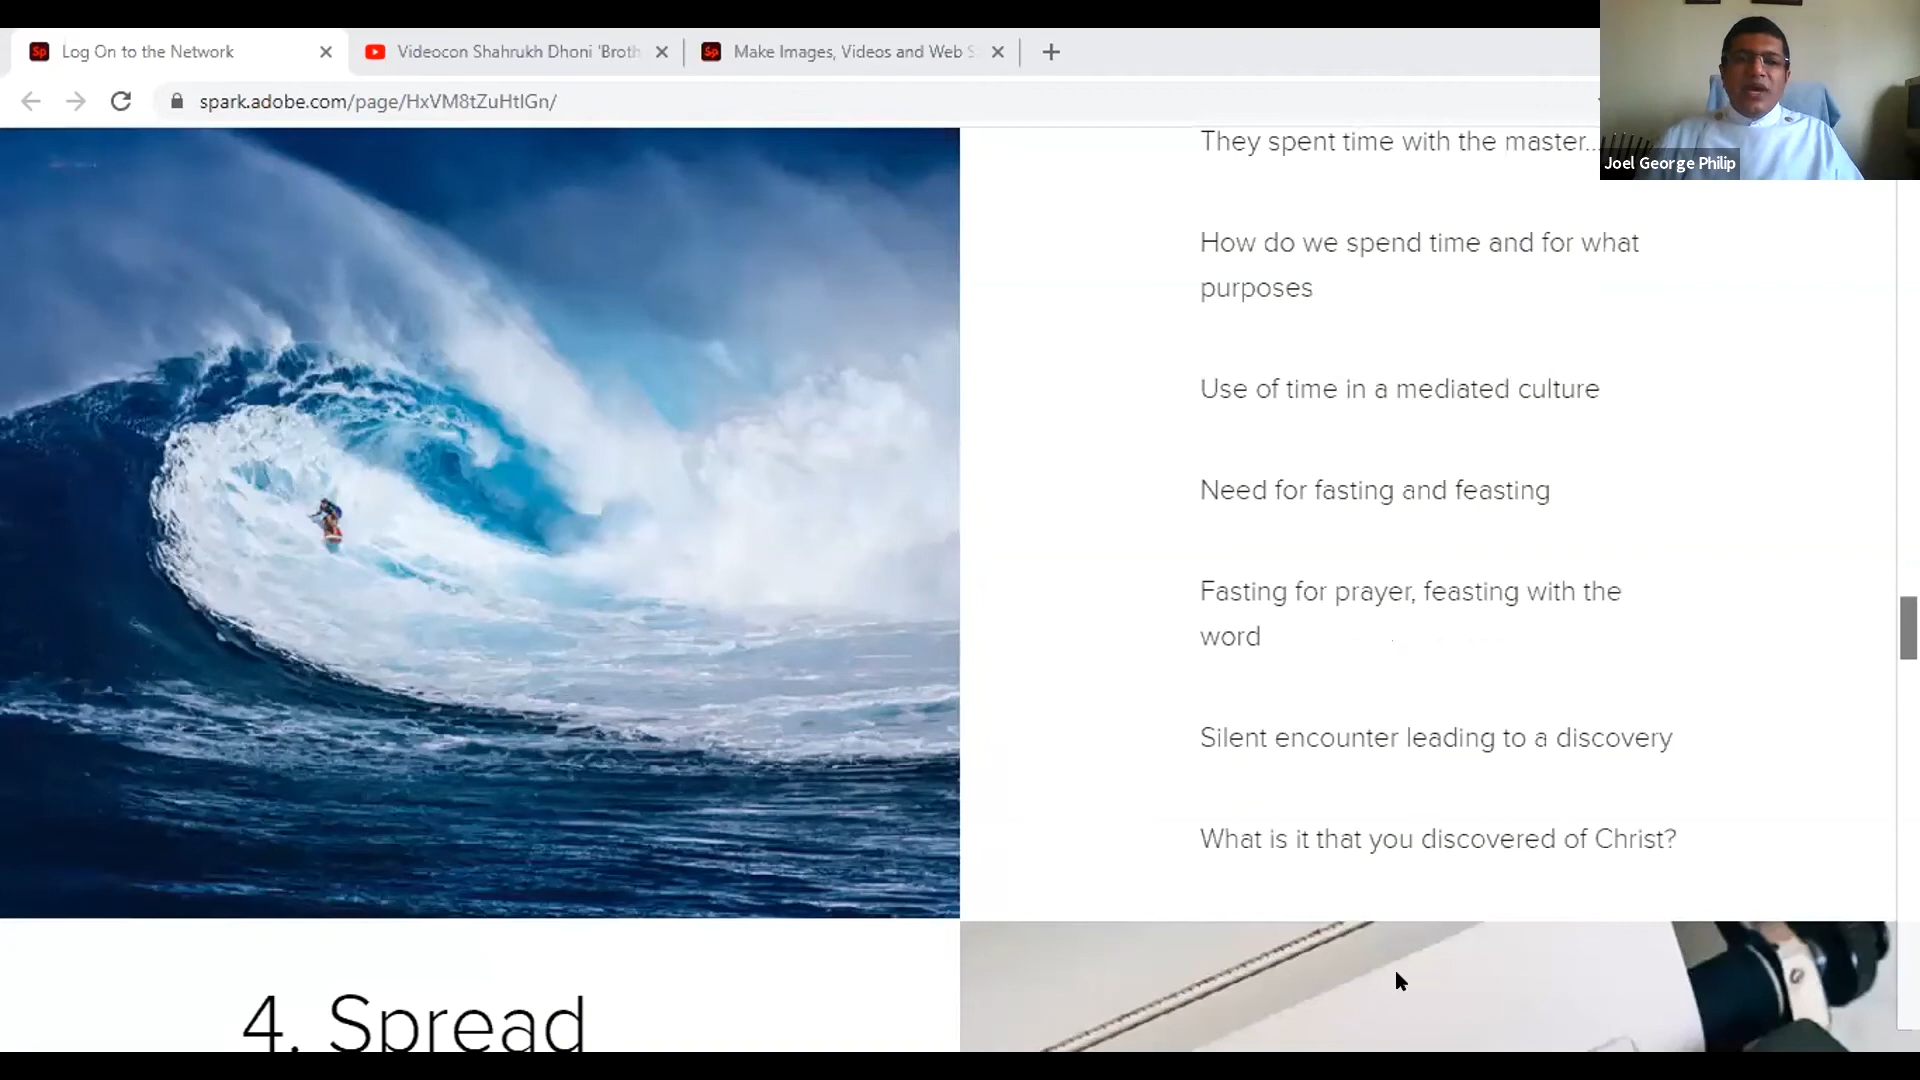 Sp Log On to the Network
Videocon Shahrukh Dhoni 'Broth
Sp Make Images, Videos and Web S
spark.adobe.com/page/HxVM8tZuHtlGn/
Joel George Philip
They spent time with the master...
How do we spend time and for what
purposes
Use of time in a mediated culture
Need for fasting and feasting
Fasting for prayer, feasting with the
word
Silent encounter leading to a discovery
What is it that you discovered of Christ?
4. Spread